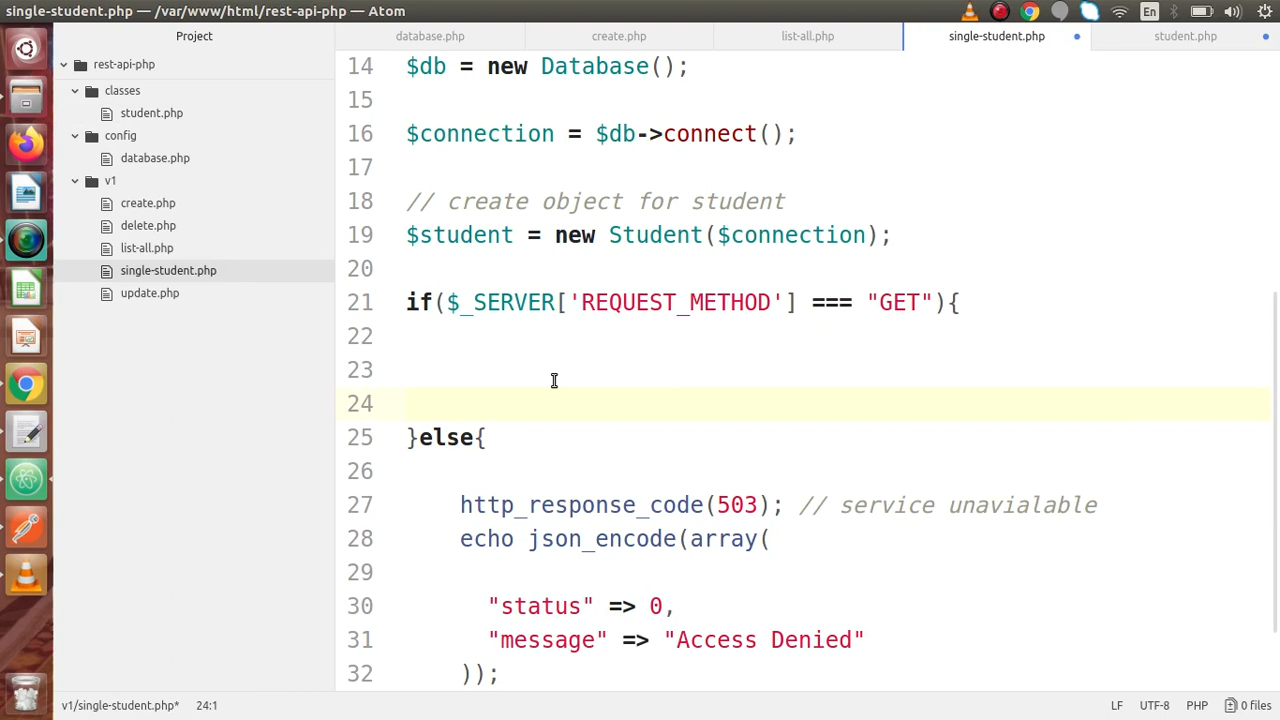 single-student.php — /var/www/html/rest-api-php — Atom
En
Project
database.php
create.php
list-all.php
single-student.php
student.php
rest-api-php
classes
student.php
config
database.php
v1
create.php
delete.php
list-all.php
single-student.php
update.php
14 $db = new Database();
15
16 $connection = $db->connect();
17
18 // create object for student
19 $student = new Student($connection);
20
21 if($_SERVER['REQUEST_METHOD'] === "GET"){
22
23
24
25 }else{
26
27 http_response_code(503); // service unavialable
28 echo json_encode(array(
29
30 "status" => 0,
31 "message" => "Access Denied"
32 ));
v1/single-student.php* 24:1
LF UTF-8 PHP 0 files